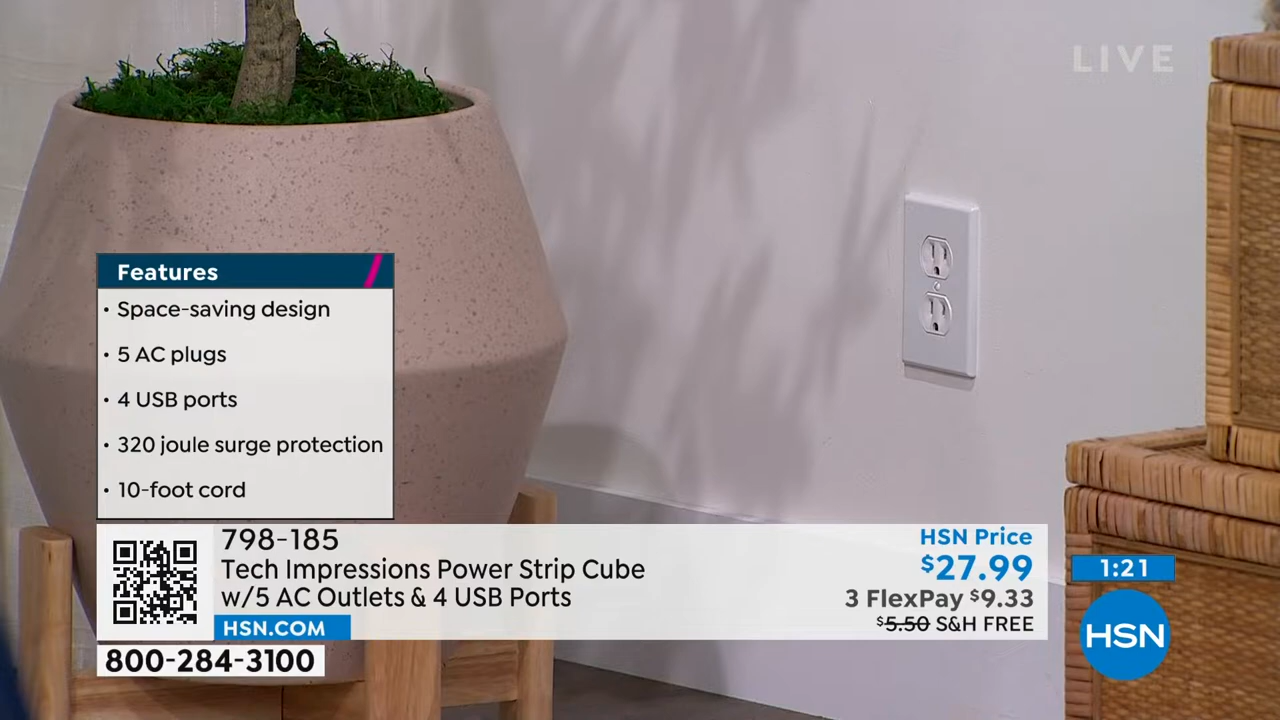 LIVE
Features
• Space-saving design
• 5 AC plugs
• 4 USB ports
• 320 joule surge protection
• 10-foot cord
798-185
Tech Impressions Power Strip Cube
w/5 AC Outlets & 4 USB Ports
HSN.COM
800-284-3100
HSN Price
$27.99
3 FlexPay $9.33
$5.50 S&H FREE
1:21
HSN